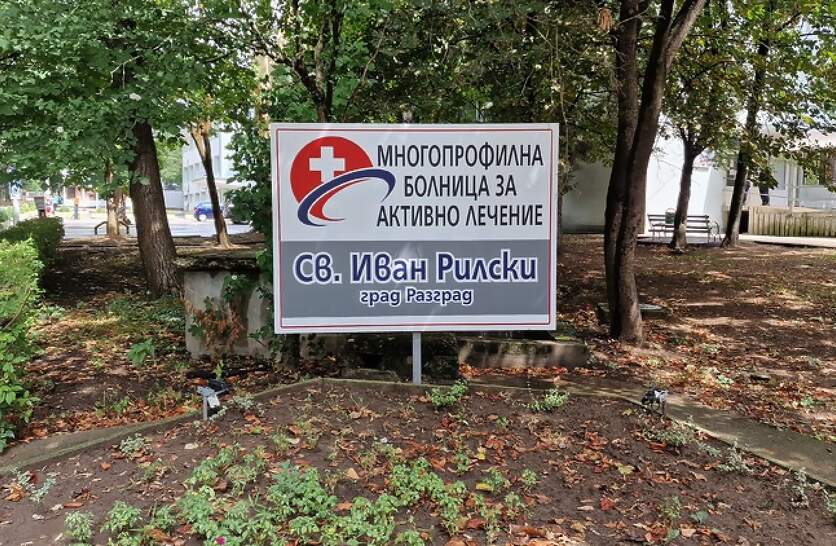 МНОГОПРОФИЛНА
БОЛНИЦА ЗА
АКТИВНО ЛЕЧЕНИЕ
Св. Иван Рилски
град Разград